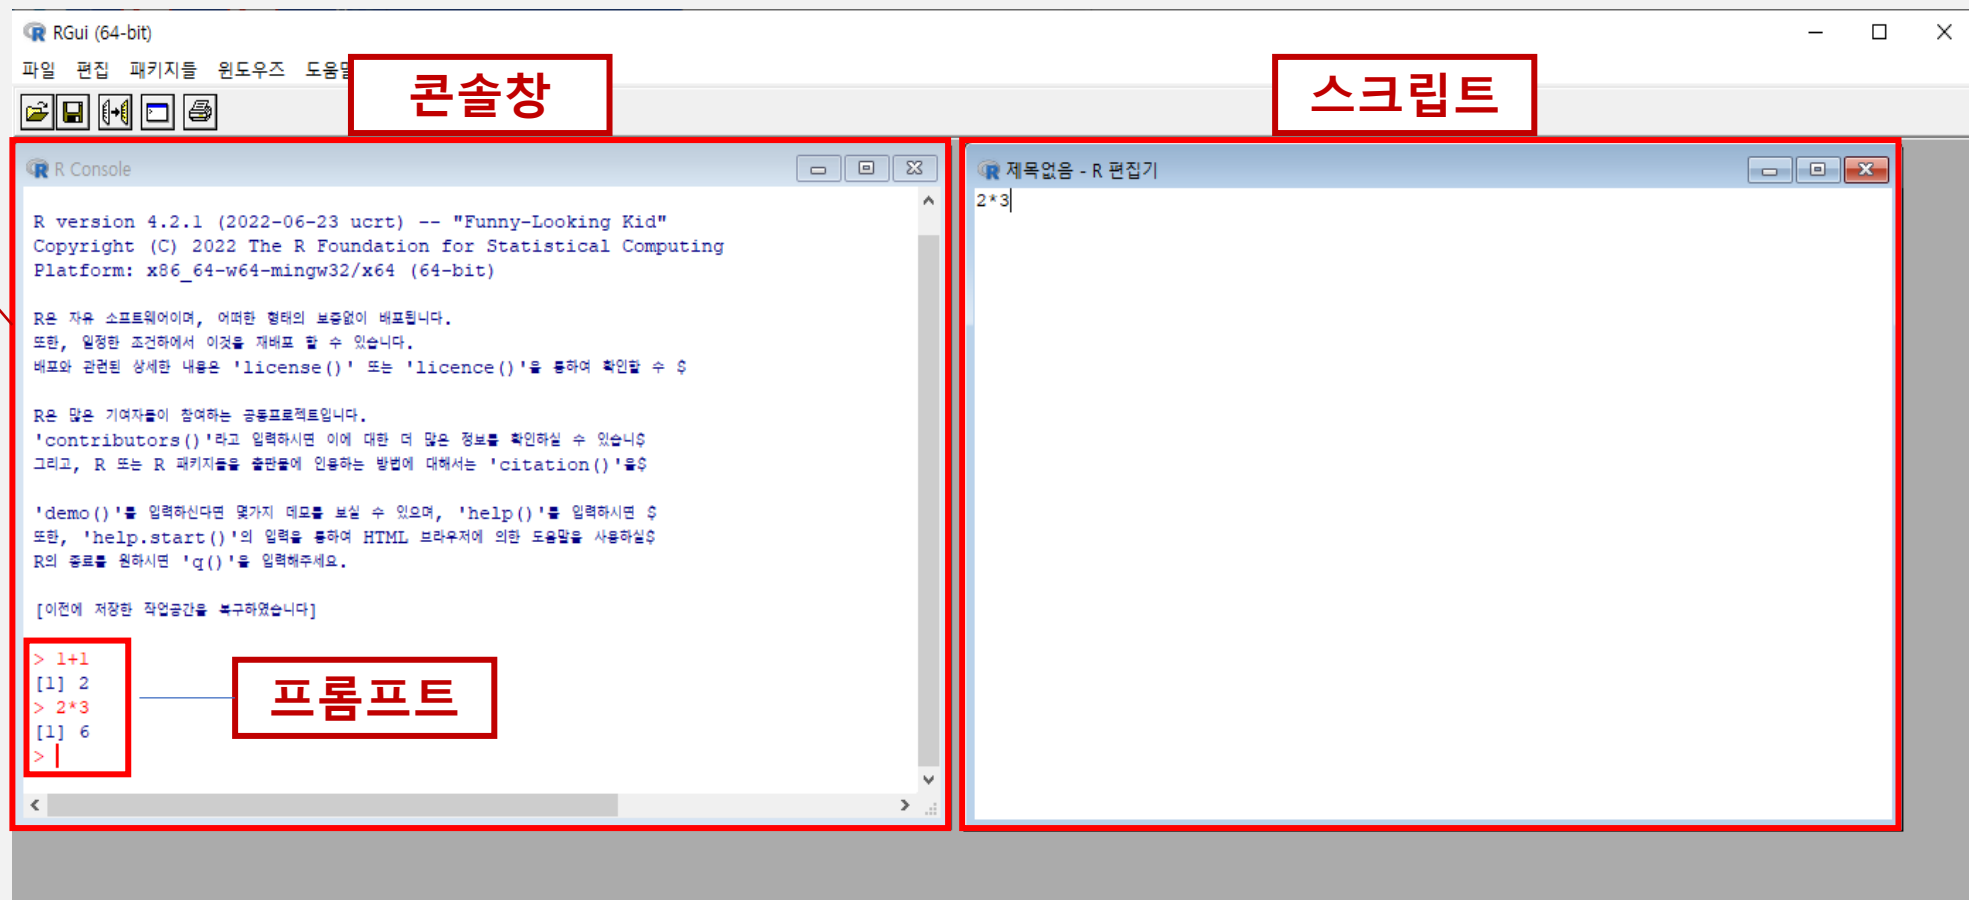 RGui (64-bit)
파일 편집 패키지들 윈도우즈 도움말
콘솔창
스크립트
R Console
R version 4.2.1 (2022-06-23 ucrt) -- "Funny-Looking Kid"
Copyright (C) 2022 The R Foundation for Statistical Computing
Platform: x86_64-w64-mingw32/x64 (64-bit)
R은 자유 소프트웨어이며, 어떠한 형태의 보증없이 배포됩니다.
또한, 일정한 조건하에서 이것을 재배포 할 수 있습니다.
배포와 관련된 상세한 내용은 'license()' 또는 'licence()'을 통하여 확인할 수 $
R은 많은 기여자들이 참여하는 공동프로젝트입니다.
'contributors()'라고 입력하시면 이에 대한 더 많은 정보를 확인하실 수 있습니$
그리고, R 또는 R 패키지들을 출판물에 인용하는 방법에 대해서는 'citation()'을$
'demo()'를 입력하신다면 몇가지 데모를 보실 수 있으며, 'help()'를 입력하시면 $
또한, 'help.start()'의 입력을 통하여 HTML 브라우저에 의한 도움말을 사용하실$
R의 종료를 원하시면 'q()'을 입력해주세요.
[이전에 저장한 작업공간을 복구하였습니다]
> 1+1
[1] 2
> 2*3
[1] 6
>
프롬프트
제목없음 - R 편집기
2*3